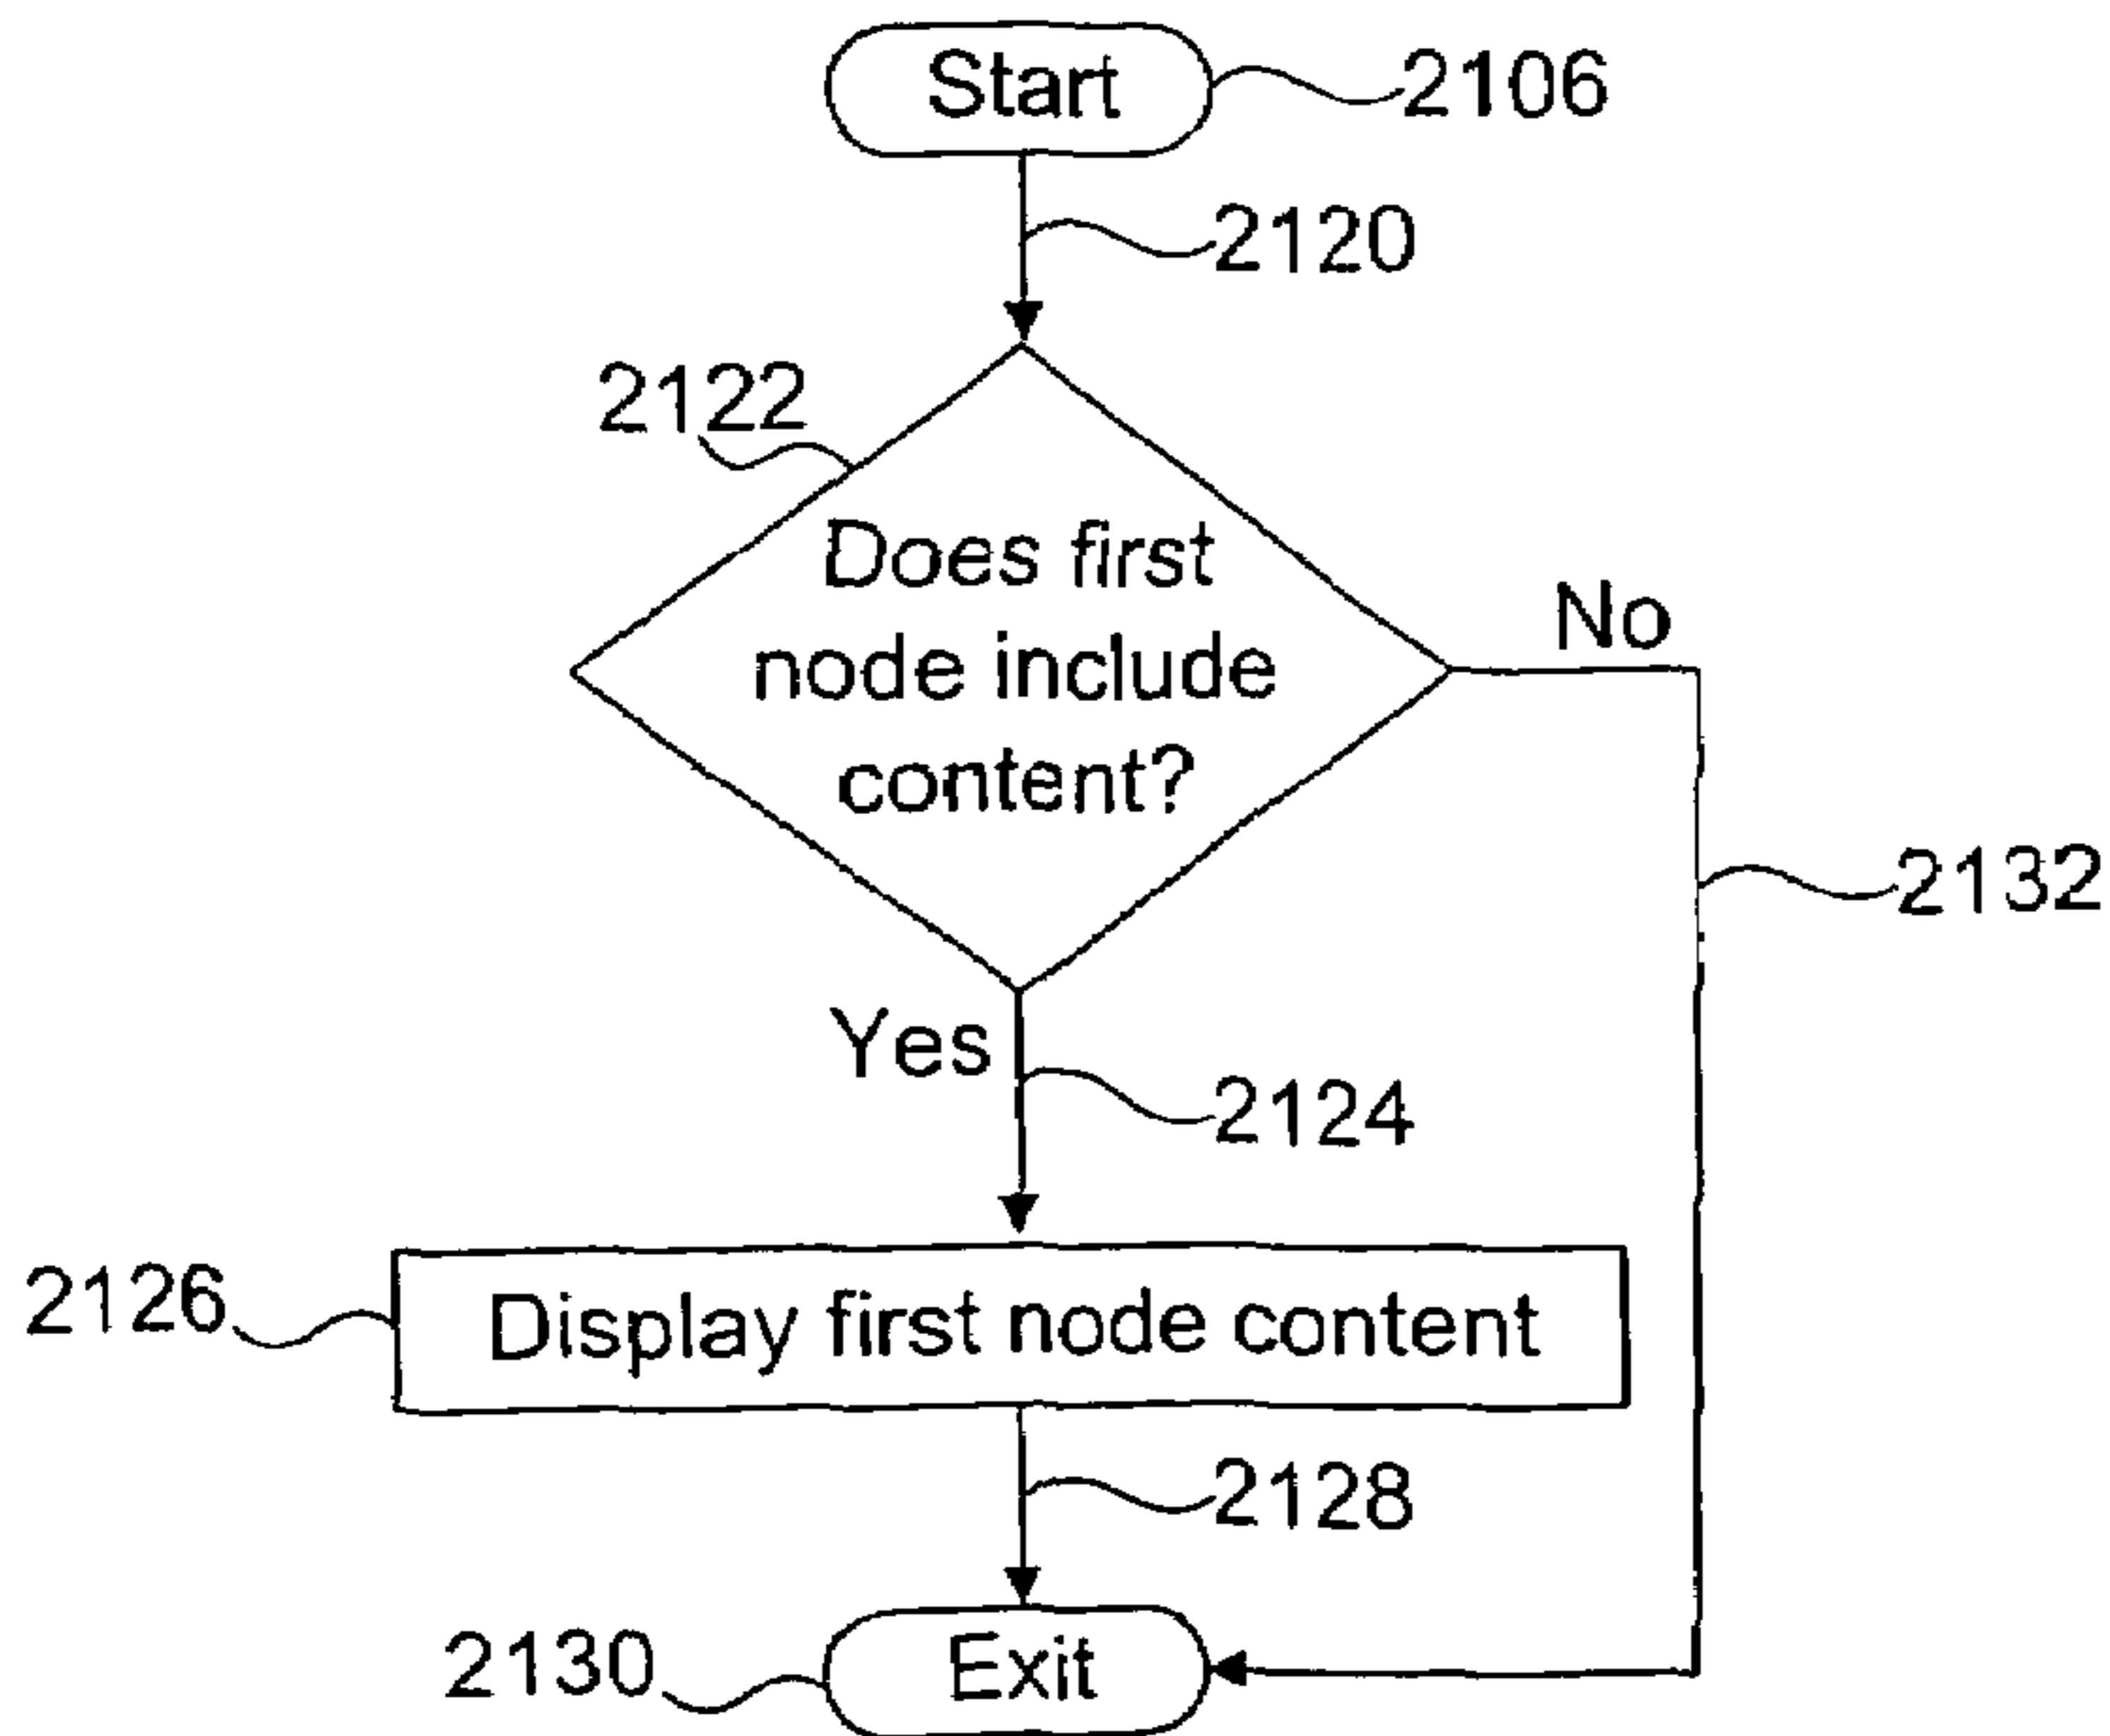 Start
2106
2120
2122
Does first
node include
content?
No
2132
Yes
2124
2126
Display first node content
2128
2130
Exit